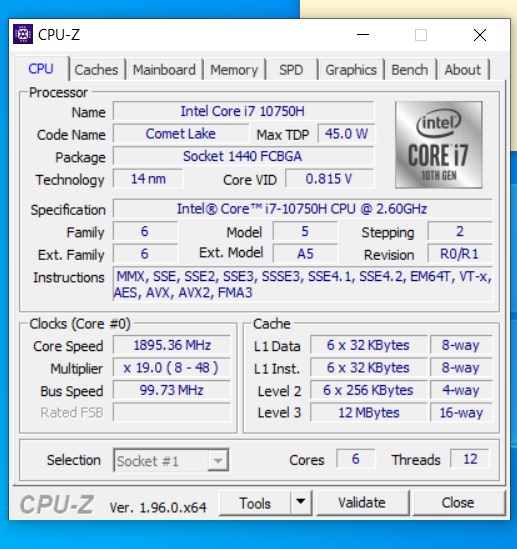 CPU-Z
CPU Caches Mainboard Memory SPD Graphics Bench About
Processor
Name Intel Core i7 10750H
Code Name Comet Lake Max TDP 45.0 W
Package Socket 1440 FCBGA
Technology 14 nm Core VID 0.815 V
intel
CORE i7
10TH GEN
Specification Intel® Core™ i7-10750H CPU @ 2.60GHz
Family 6 Model 5 Stepping 2
Ext. Family 6 Ext. Model A5 Revision R0/R1
Instructions MMX, SSE, SSE2, SSE3, SSSE3, SSE4.1, SSE4.2, EM64T, VT-x,
AES, AVX, AVX2, FMA3
Clocks (Core #0)
Core Speed 1895.36 MHz
Multiplier x 19.0 ( 8 - 48 )
Bus Speed 99.73 MHz
Rated FSB
Cache
L1 Data 6 x 32 KBytes 8-way
L1 Inst. 6 x 32 KBytes 8-way
Level 2 6 x 256 KBytes 4-way
Level 3 12 MBytes 16-way
Selection Socket #1 Cores 6 Threads 12
CPU-Z Ver. 1.96.0.x64 Tools Validate Close